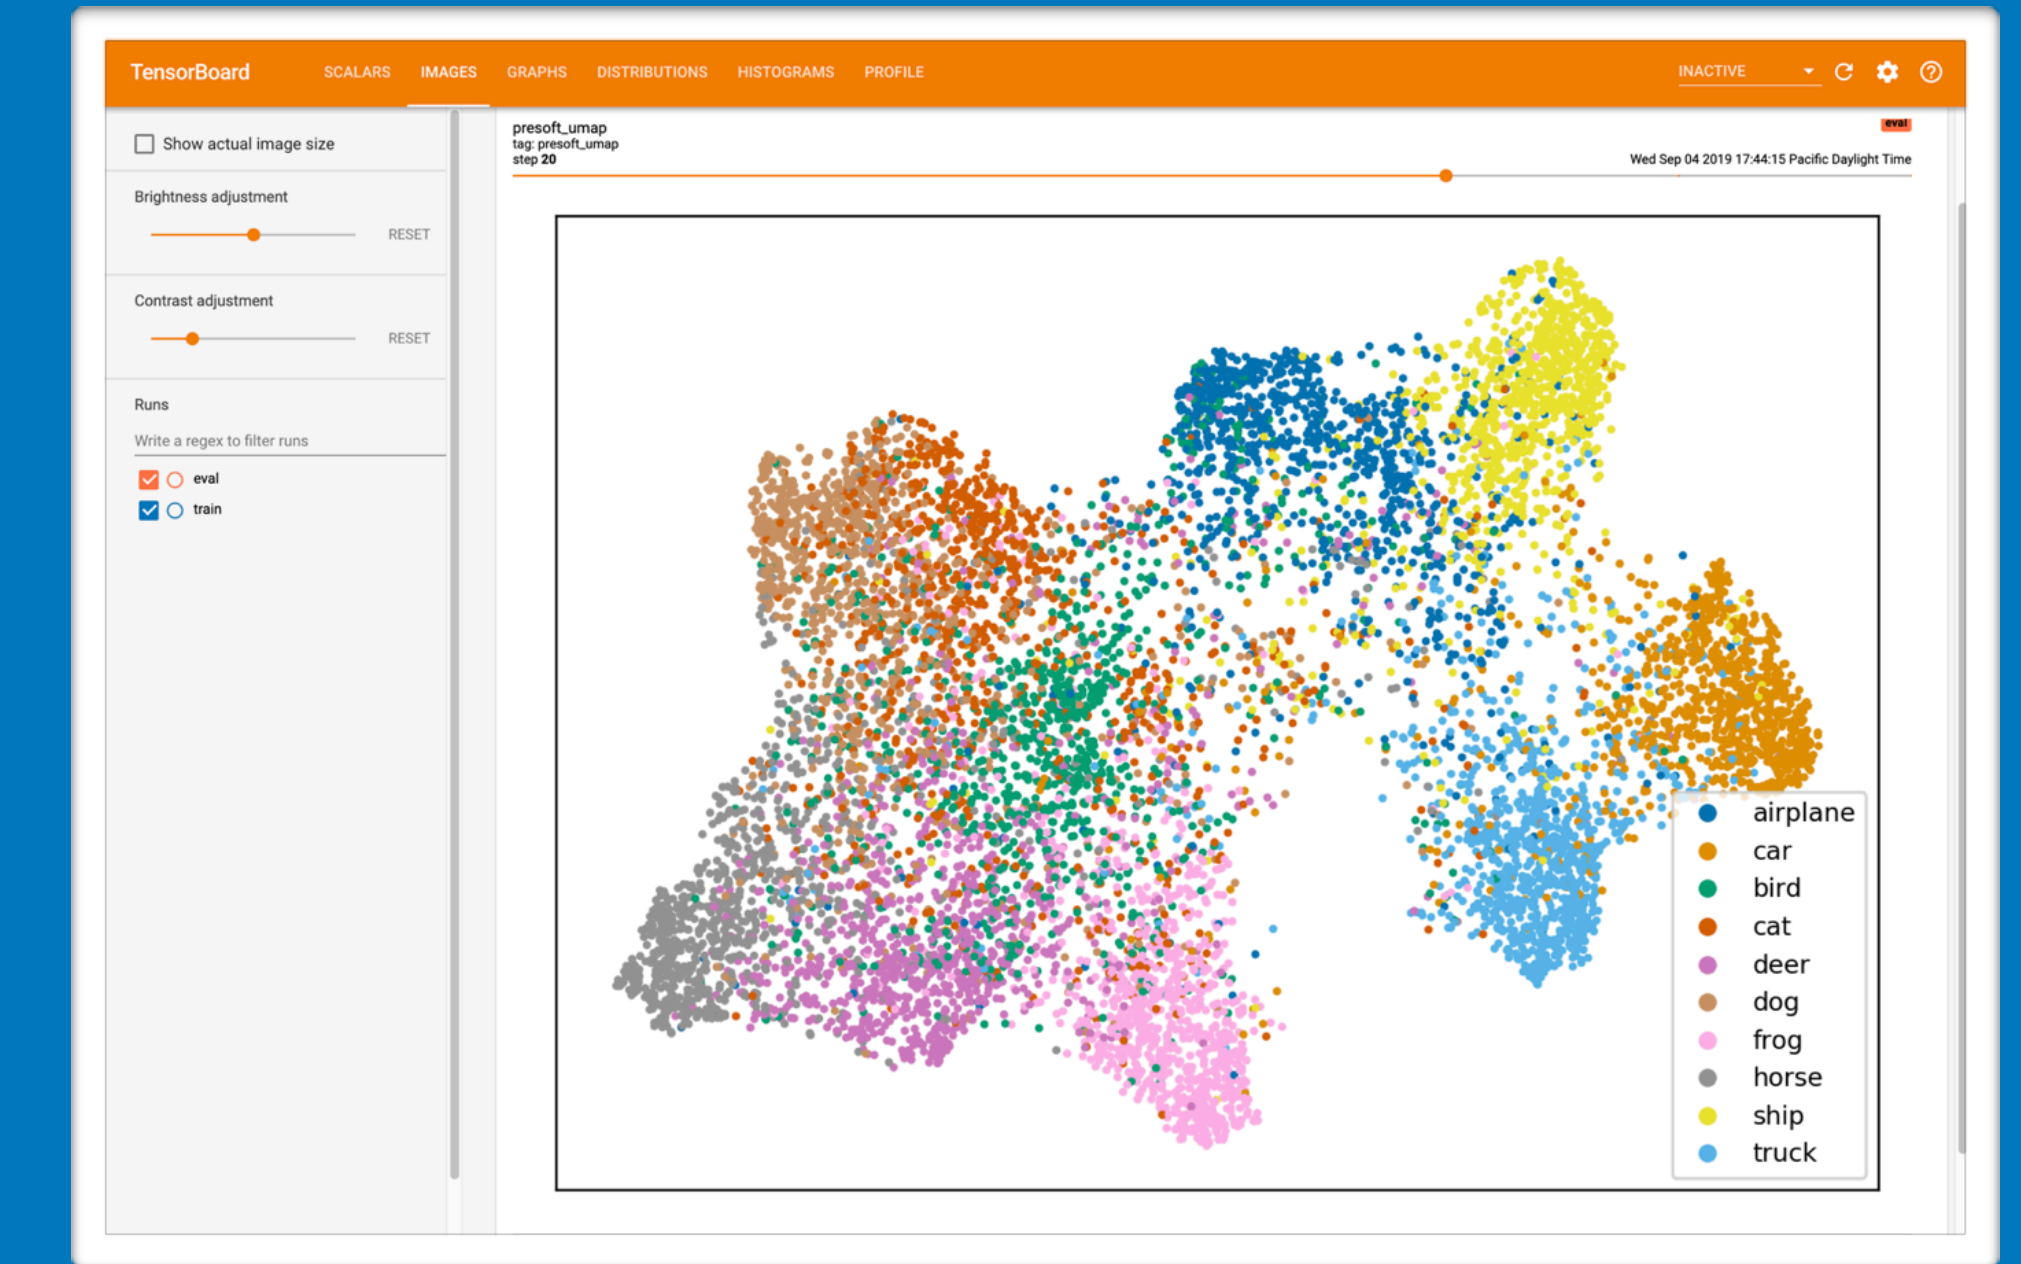 TensorBoard SCALARS IMAGES GRAPHS DISTRIBUTIONS HISTOGRAMS PROFILE INACTIVE
Show actual image size
Brightness adjustment
RESET
Contrast adjustment
RESET
Runs
Write a regex to filter runs
eval
train
presoft_umap
eval
tag: presoft_umap
step 20
Wed Sep 04 2019 17:44:15 Pacific Daylight Time
airplane
car
bird
cat
deer
dog
frog
horse
ship
truck